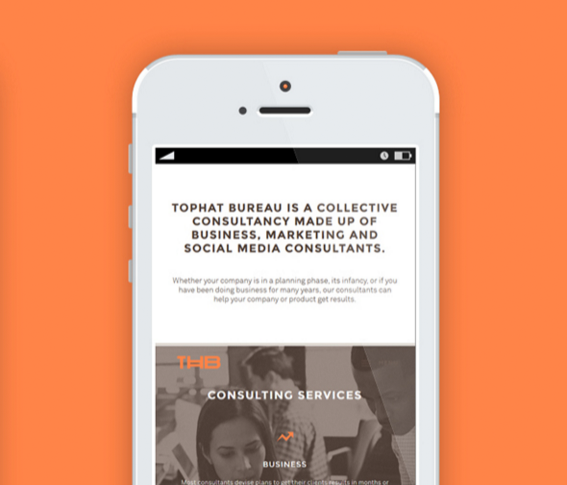 TOPHAT BUREAU IS A COLLECTIVE
CONSULTANCY MADE UP OF
BUSINESS, MARKETING AND
SOCIAL MEDIA CONSULTANTS.
Whether your company is in a planning phase, its infancy, or if you
have been doing business for many years, our consultants can
help your company or product get results.
THB
CONSULTING SERVICES
BUSINESS
Most consultants devise plans to get their clients results in months or